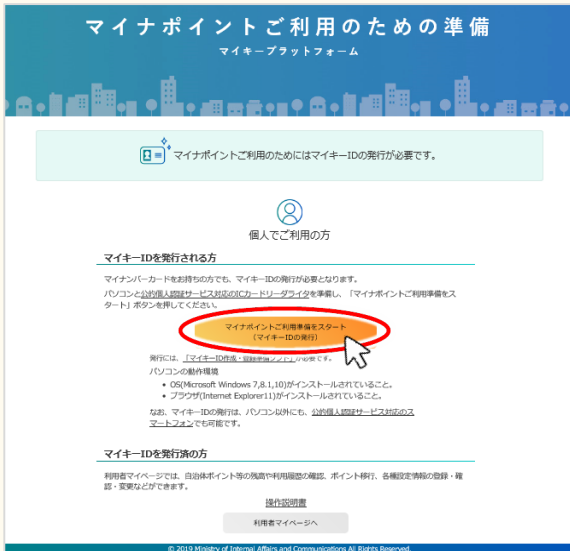 マイナポイントご利用のための準備
マイキープラットフォーム
マイナポイントご利用のためにはマイキーIDの発行が必要です。
個人でご利用の方
マイキーIDを発行される方
マイナンバーカードをお持ちの方でも、マイキーIDの発行が必要となります。
パソコンと公的個人認証サービス対応のICカードリーダライタを準備し、「マイナポイントご利用準備をス
タート」ボタンを押してください。
マイナポイントご利用準備をスタート
（マイキーIDの発行）
発行には、「マイキーID作成・登録準備ソフト」が必要です。
パソコンの動作環境
• OS(Microsoft Windows 7,8.1,10)がインストールされていること。
• ブラウザ(Internet Explorer11)がインストールされていること。
なお、マイキーIDの発行は、パソコン以外にも、公的個人認証サービス対応のス
マートフォンでも可能です。
マイキーIDを発行済の方
利用者マイページでは、自治体ポイント等の残高や利用履歴の確認、ポイント移行、各種設定情報の登録・確
認・変更などができます。
操作説明書
利用者マイページへ
© 2019 Ministry of Internal Affairs and Communications All Rights Reserved.